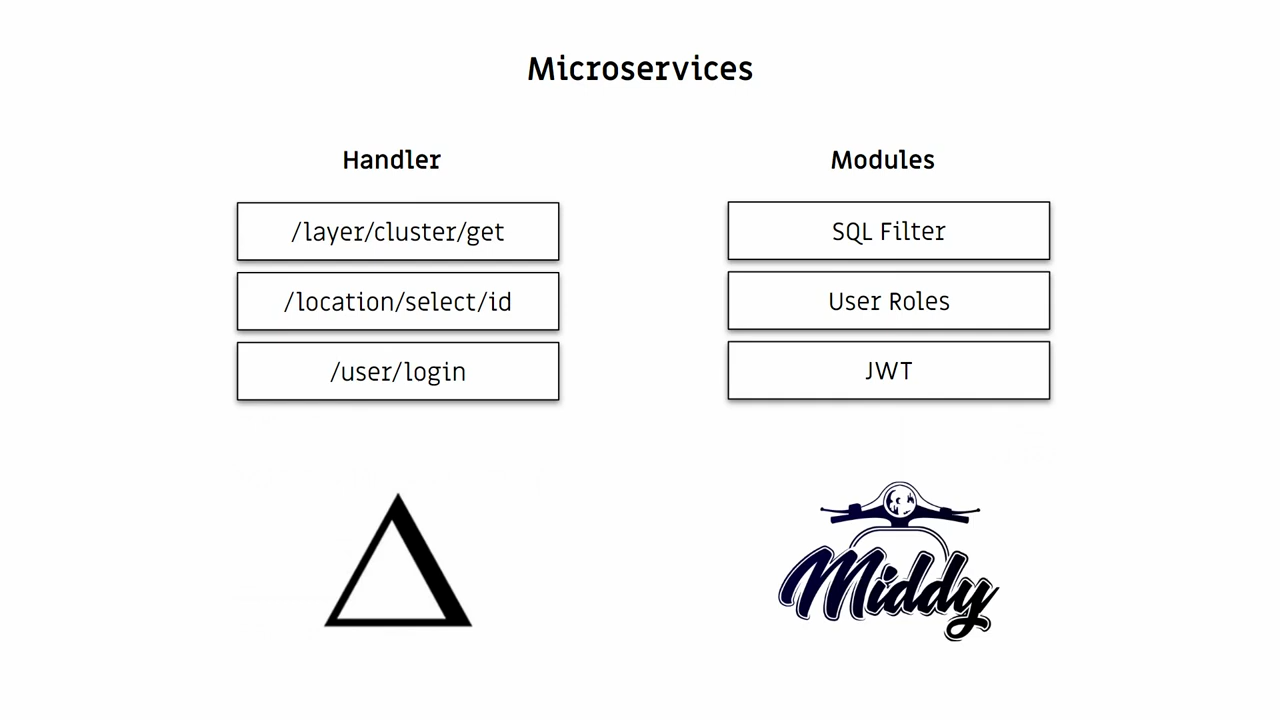 Microservices
Handler
/layer/cluster/get
/location/select/id
/user/login
Modules
SQL Filter
User Roles
JWT
Middy